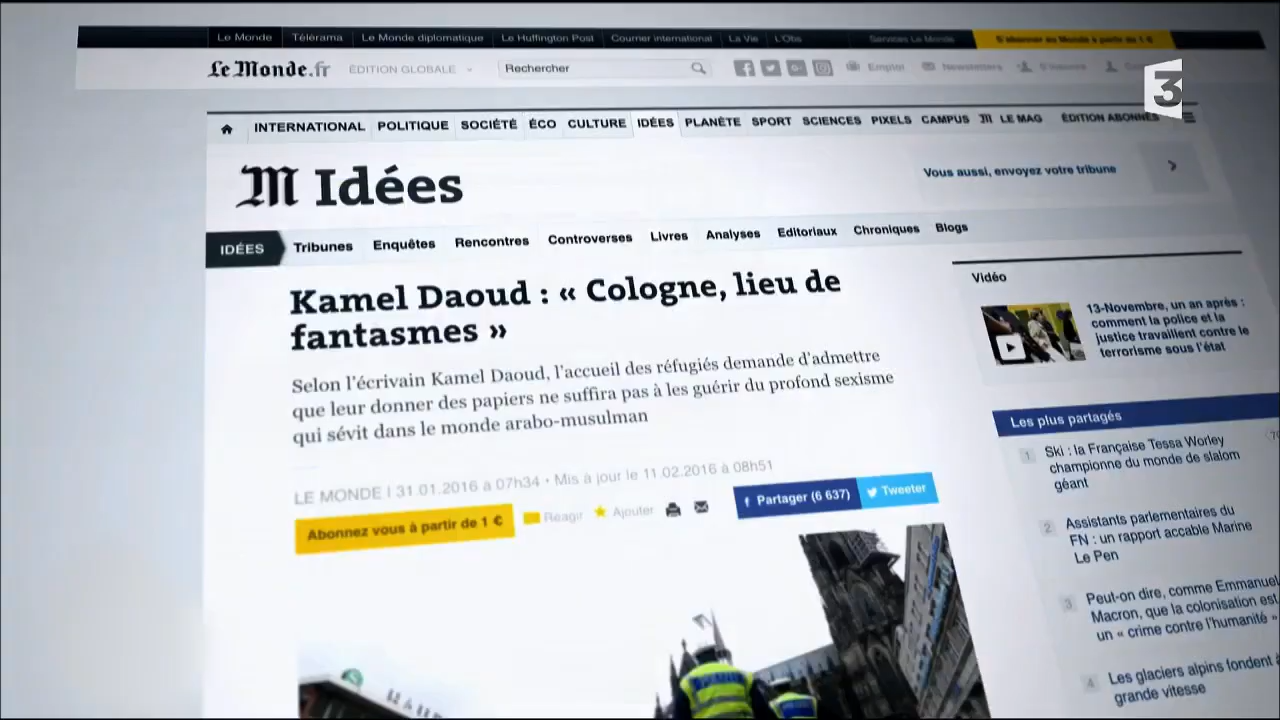 Le Monde Télérama Le Monde diplomatique Le Huffington Post Courrier international La Vie L'Obs Services Le Monde S'abonner au Monde à partir de 1 €
Le Monde.fr ÉDITION GLOBALE Rechercher Emploi Newsletters
3
INTERNATIONAL POLITIQUE SOCIÉTÉ ÉCO CULTURE IDÉES PLANÈTE SPORT SCIENCES PIXELS CAMPUS M LE MAG ÉDITION ABONNÉS
M Idées
Vous aussi, envoyez votre tribune
IDÉES Tribunes Enquêtes Rencontres Controverses Livres Analyses Editoriaux Chroniques Blogs
Kamel Daoud : « Cologne, lieu de
fantasmes »
Selon l'écrivain Kamel Daoud, l'accueil des réfugiés demande d'admettre
que leur donner des papiers ne suffira pas à les guérir du profond sexisme
qui sévit dans le monde arabo-musulman
LE MONDE | 31.01.2016 à 07h34 • Mis à jour le 11.02.2016 à 08h51
Abonnez vous à partir de 1 € Réagir Ajouter
Partager (6 637) Tweeter
Vidéo
13-Novembre, un an après :
comment la police et la
justice travaillent contre le
terrorisme sous l'état
Les plus partagés
1 Ski : la Française Tessa Worley
championne du monde de slalom
géant
2 Assistants parlementaires du
FN : un rapport accable Marine
Le Pen
3 Peut-on dire, comme Emmanuel
Macron, que la colonisation est
un « crime contre l'humanité »
4 Les glaciers alpins fondent à
grande vitesse